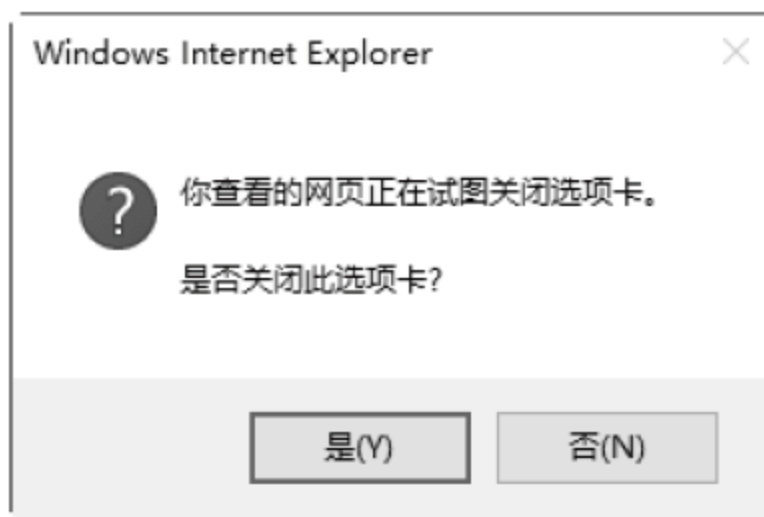 Windows Internet Explorer
?
你查看的网页正在试图关闭选项卡。
是否关闭此选项卡?
是(Y)
否(N)